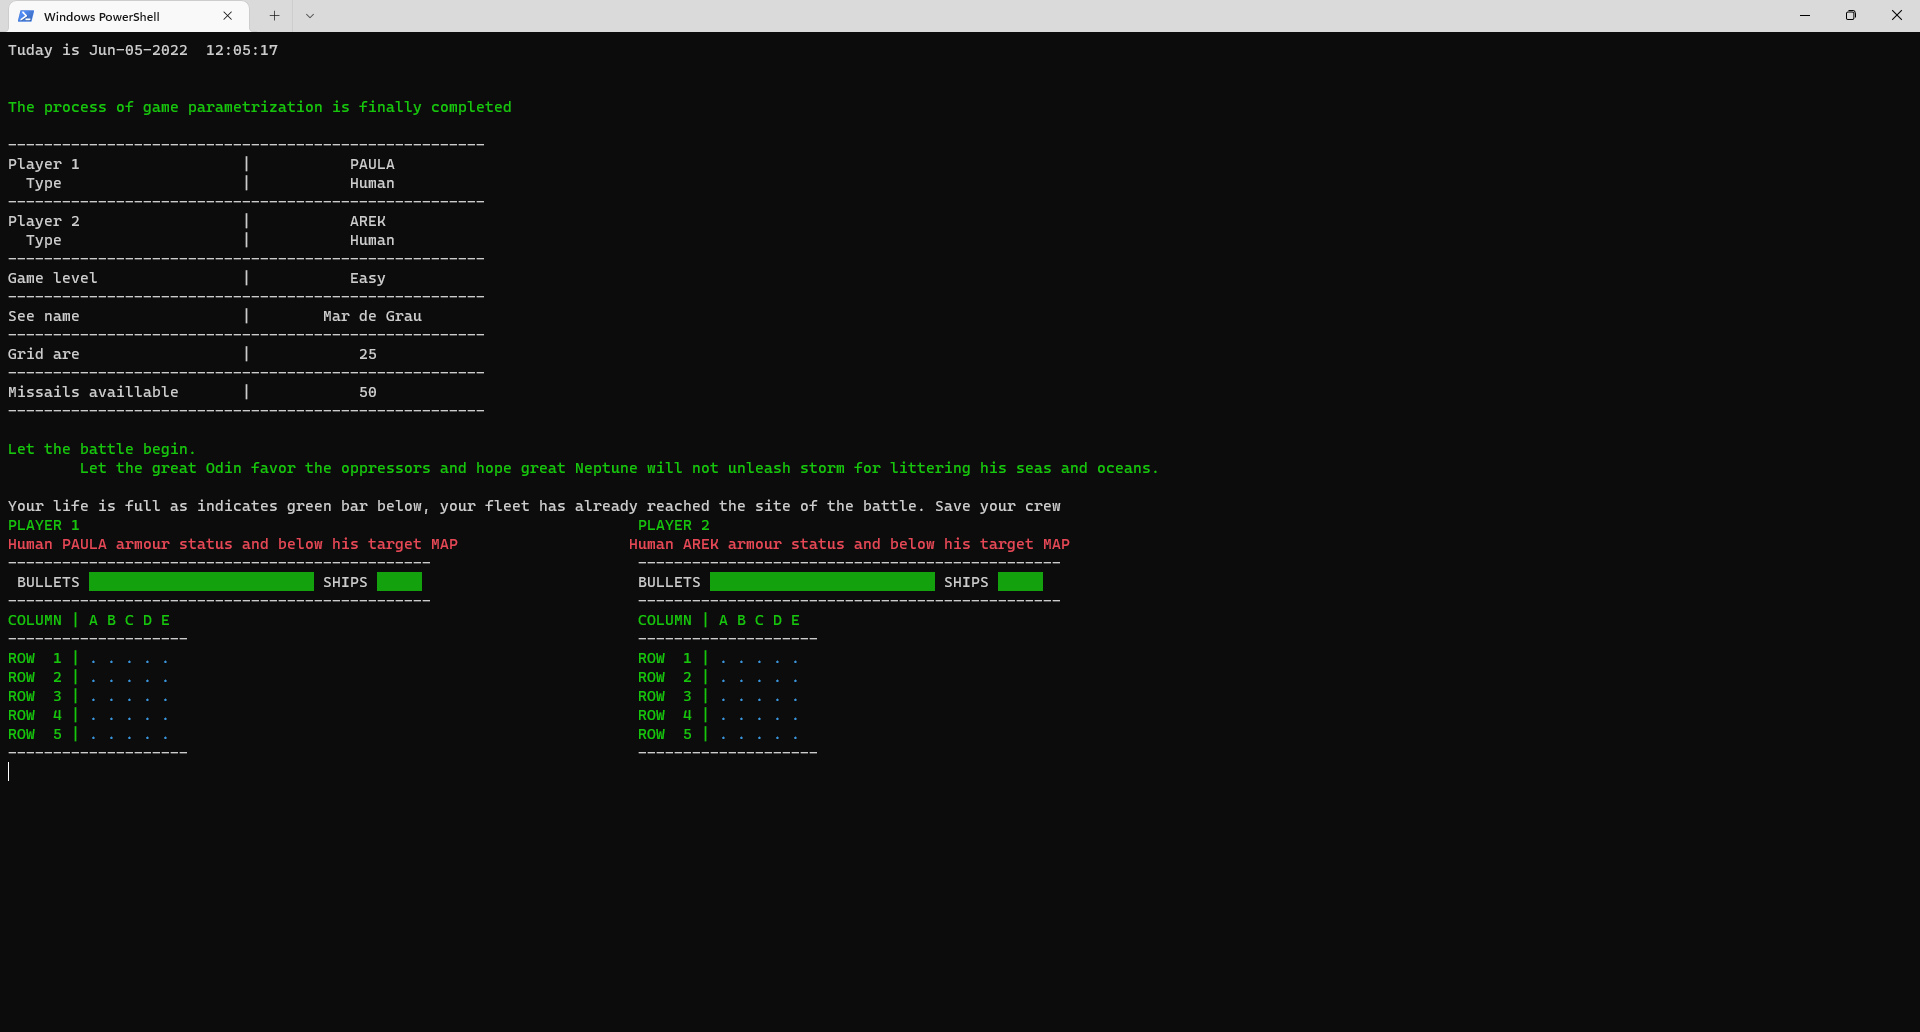 Windows PowerShell
Tuday is Jun-05-2022  12:05:17
The process of game parametrization is finally completed
-----------------------------------------------------
Player 1                  |           PAULA
  Type                    |           Human
-----------------------------------------------------
Player 2                  |           AREK
  Type                    |           Human
-----------------------------------------------------
Game level                |           Easy
-----------------------------------------------------
See name                  |        Mar de Grau
-----------------------------------------------------
Grid are                  |            25
-----------------------------------------------------
Missails availlable       |            50
-----------------------------------------------------
Let the battle begin.
        Let the great Odin favor the oppressors and hope great Neptune will not unleash storm for littering his seas and oceans.
Your life is full as indicates green bar below, your fleet has already reached the site of the battle. Save your crew
PLAYER 1                                                              PLAYER 2
Human PAULA armour status and below his target MAP                   Human AREK armour status and below his target MAP
-----------------------------------------------                       -----------------------------------------------
 BULLETS                           SHIPS                              BULLETS                           SHIPS
-----------------------------------------------                       -----------------------------------------------
COLUMN | A B C D E                                                    COLUMN | A B C D E
--------------------                                                  --------------------
ROW  1 | . . . . .                                                    ROW  1 | . . . . .
ROW  2 | . . . . .                                                    ROW  2 | . . . . .
ROW  3 | . . . . .                                                    ROW  3 | . . . . .
ROW  4 | . . . . .                                                    ROW  4 | . . . . .
ROW  5 | . . . . .                                                    ROW  5 | . . . . .
--------------------                                                  --------------------